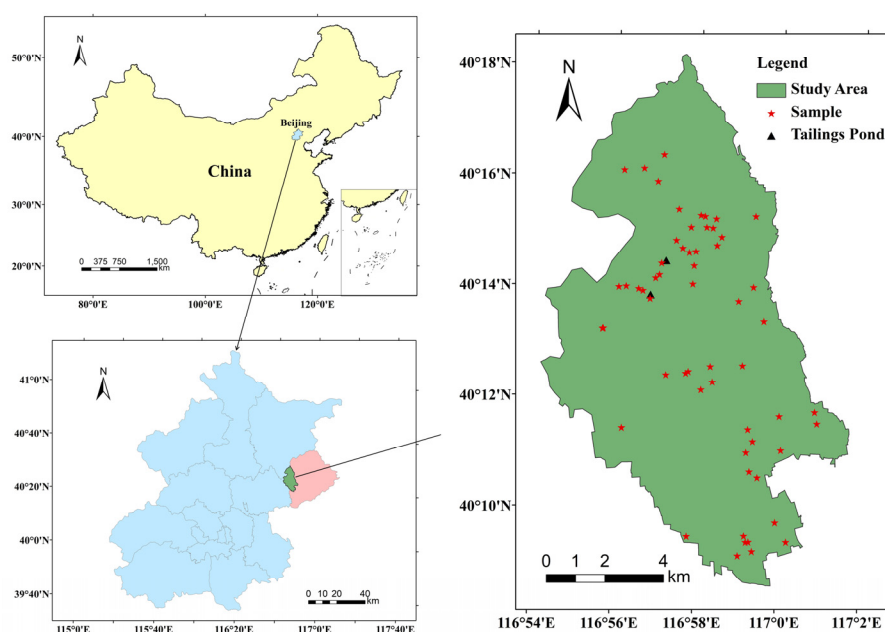 50°0'N
40°0'N
30°0'N
20°0'N
N
Beijing
China
0 375 750 1,500
km
80°0'E 100°0'E 120°0'E
41°0'N
40°40'N
40°20'N
40°0'N
39°40'N
N
0 10 20 40
km
115°0'E 115°40'E 116°20'E 117°0'E 117°40'E
40°18'N
40°16'N
40°14'N
40°12'N
40°10'N
N
Legend
Study Area
Sample
Tailings Pond
0 1 2 4
km
116°54'E 116°56'E 116°58'E 117°0'E 117°2'E